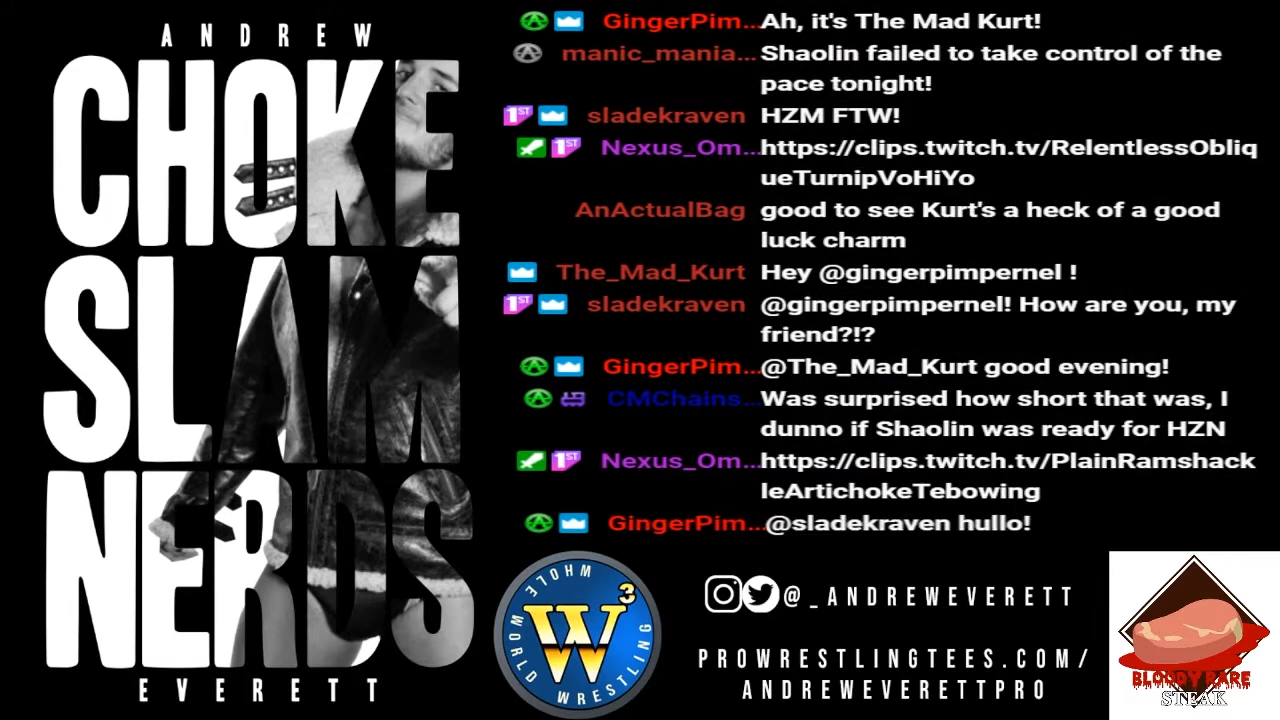 ANDREW
CHOKE
SLAM
NERDS
EVERETT
GingerPim... Ah, it's The Mad Kurt!
manic_mania... Shaolin failed to take control of the
pace tonight!
1ST sladekraven HZM FTW!
1ST Nexus_Om... https://clips.twitch.tv/RelentlessObliq
ueTurnipVoHiYo
AnActualBag good to see Kurt's a heck of a good
luck charm
The_Mad_Kurt Hey @gingerpimpernel !
1ST sladekraven @gingerpimpernel! How are you, my
friend?!?
GingerPim... @The_Mad_Kurt good evening!
CMChains... Was surprised how short that was, I
dunno if Shaolin was ready for HZN
1ST Nexus_Om... https://clips.twitch.tv/PlainRamshack
leArtichokeTebowing
GingerPim... @sladekraven hullo!
WHOLE
W3
WORLD WRESTLING
@_ANDREWEVERETT
PROWRESTLINGTEES.COM/
ANDREWEVERETTPRO
BLOODY RARE
STEAK